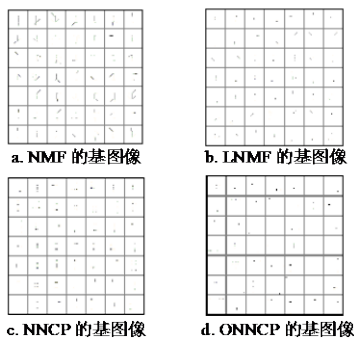 a. NMF 的基图像
b. LNMF 的基图像
c. NNCP 的基图像
d. ONNCP 的基图像